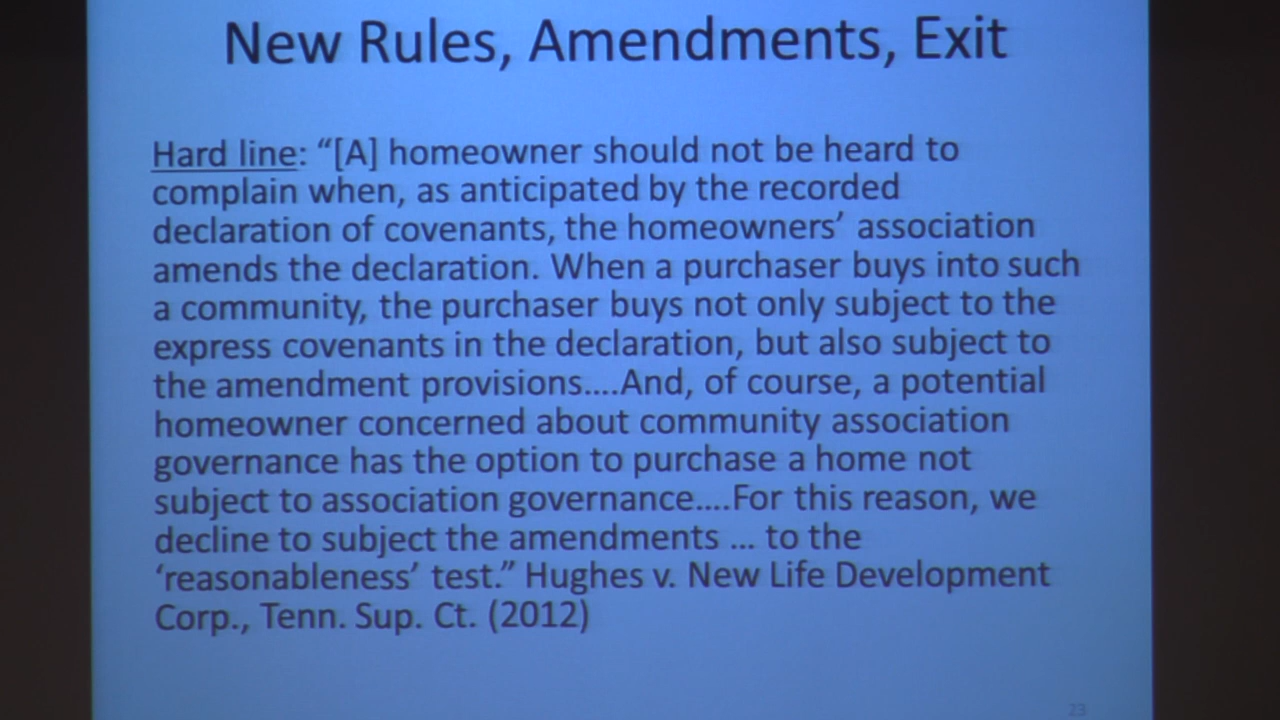 New Rules, Amendments, Exit
Hard line: “[A] homeowner should not be heard to
complain when, as anticipated by the recorded
declaration of covenants, the homeowners’ association
amends the declaration. When a purchaser buys into such
a community, the purchaser buys not only subject to the
express covenants in the declaration, but also subject to
the amendment provisions....And, of course, a potential
homeowner concerned about community association
governance has the option to purchase a home not
subject to association governance....For this reason, we
decline to subject the amendments ... to the
‘reasonableness’ test.” Hughes v. New Life Development
Corp., Tenn. Sup. Ct. (2012)
23